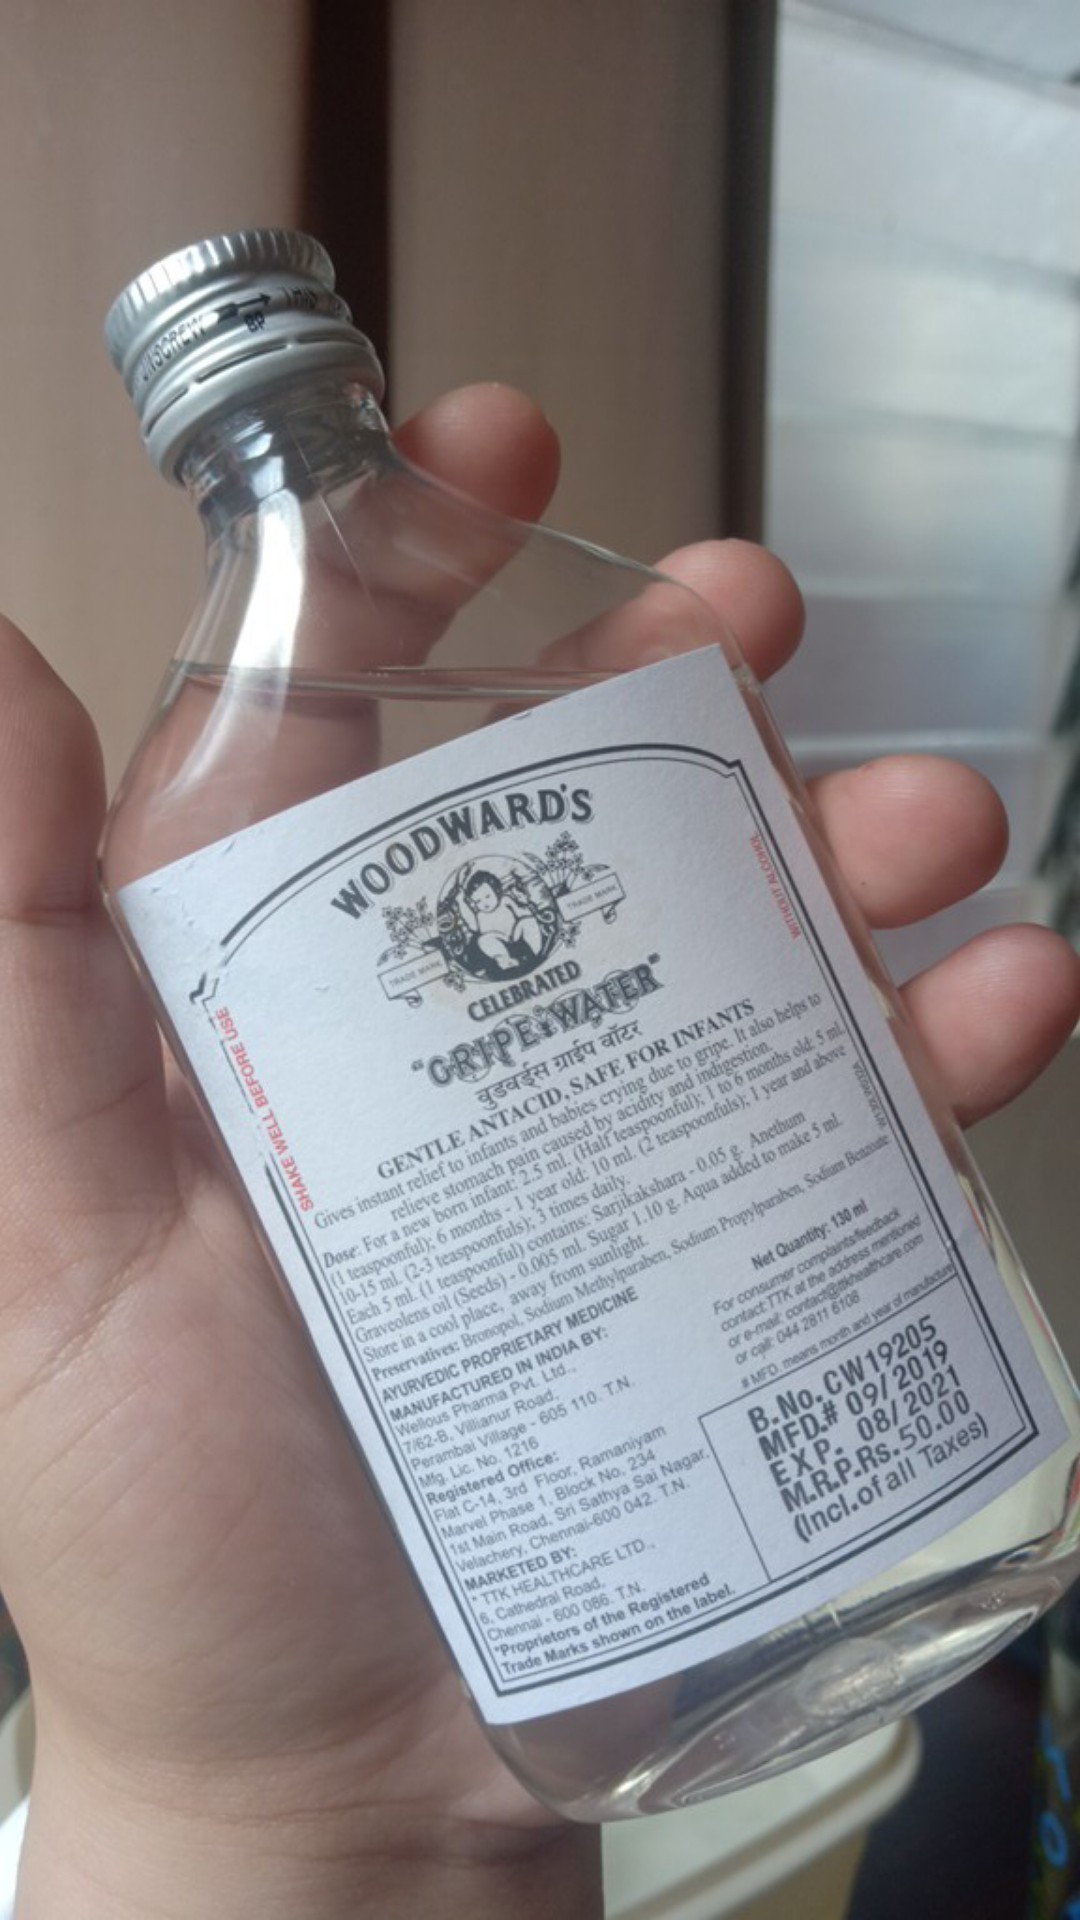 UNSCREW
BP
WOODWARD'S
TRADE MARK
TRADE MARK
CELEBRATED
"GRIPE WATER"
वुडवर्ड्स ग्राईप वॉटर
GENTLE ANTACID, SAFE FOR INFANTS
Gives instant relief to infants and babies crying due to gripe. It also helps to
relieve stomach pain caused by acidity and indigestion.
Dose: For a new born infant: 2.5 ml. (Half teaspoonful); 1 to 6 months old: 5 ml.
(1 teaspoonful); 6 months - 1 year old: 10 ml. (2 teaspoonfuls); 1 year and above
10-15 ml. (2-3 teaspoonfuls); 3 times daily.
Each 5 ml. (1 teaspoonful) contains: Sarjikakshara - 0.05 g. Anethum
Graveolens oil (Seeds) - 0.005 ml. Sugar 1.10 g. Aqua added to make 5 ml.
Store in a cool place, away from sunlight.
Preservatives: Bronopol, Sodium Methylparaben, Sodium Propylparaben, Sodium Benzoate
AYURVEDIC PROPRIETARY MEDICINE
MANUFACTURED IN INDIA BY:
Wellous Pharma Pvt. Ltd.,
7/62-B, Villianur Road,
Perambai Village - 605 110. T.N.
Mfg. Lic. No. 1216
Registered Office:
Flat C-14, 3rd Floor, Ramaniyam
Marvel Phase 1, Block No. 234
1st Main Road, Sri Sathya Sai Nagar,
Velachery, Chennai-600 042. T.N.
MARKETED BY:
* TTK HEALTHCARE LTD.,
6, Cathedral Road,
Chennai - 600 086. T.N.
*Proprietors of the Registered
Trade Marks shown on the label.
Net Quantity: 130 ml
For consumer complaints/feedback
contact TTK at the address mentioned
or e-mail: contact@ttkhealthcare.com
or call: 044 2811 6108
# MFD. means month and year of manufacture
B.No. CW19205
MFD.# 09/2019
EXP. 08/2021
M.R.P.Rs.50.00
(Incl.of all Taxes)
SHAKE WELL BEFORE USE
WITHOUT ALCOHOL